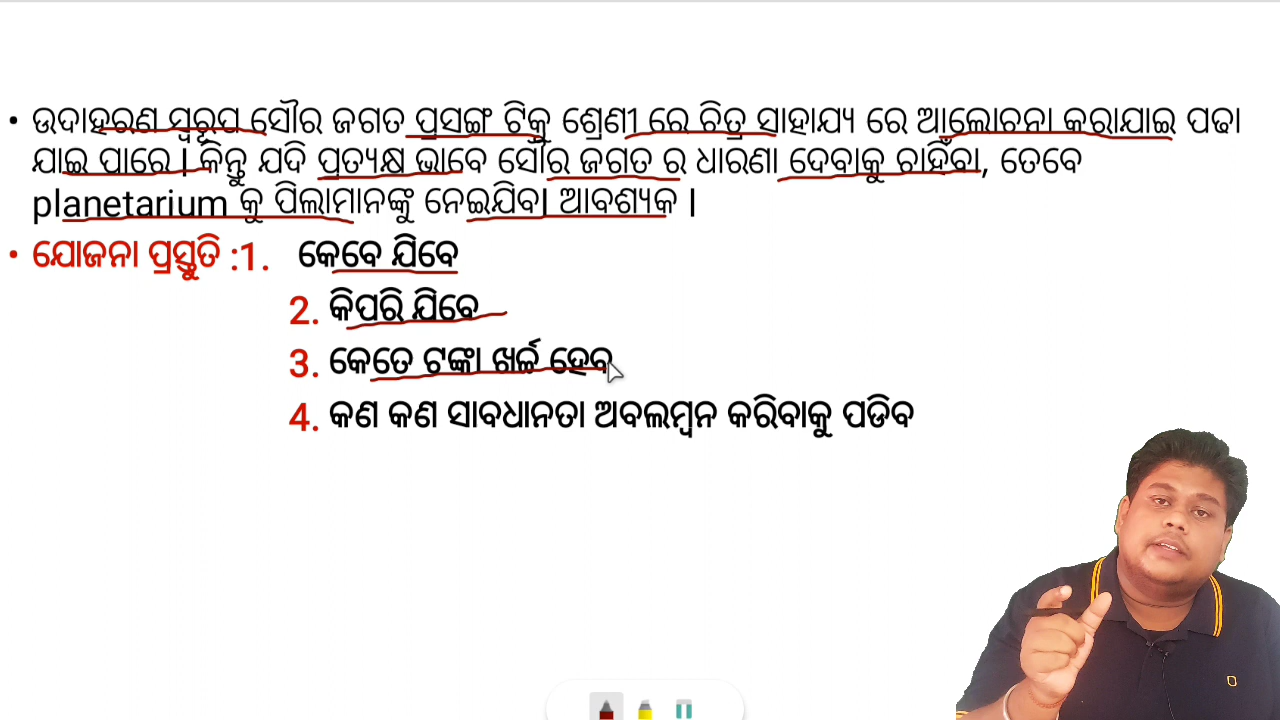 • ଉଦାହରଣ ସ୍ୱରୂପ ସୌର ଜଗତ ପ୍ରସଙ୍ଗ ଟିକୁ ଶ୍ରେଣୀ ରେ ଚିତ୍ର ସାହାଯ୍ୟ ରେ ଆଲୋଚନା କରାଯାଇ ପଢା
ଯାଇ ପାରେ । କିନ୍ତୁ ଯଦି ପ୍ରତ୍ୟକ୍ଷ ଭାବେ ସୌର ଜଗତ ର ଧାରଣା ଦେବାକୁ ଚାହିଁବା, ତେବେ
planetarium କୁ ପିଲାମାନଙ୍କୁ ନେଇଯିବା ଆବଶ୍ୟକ ।
• ଯୋଜନା ପ୍ରସ୍ତୁତି :1. କେବେ ଯିବେ
2. କିପରି ଯିବେ
3. କେତେ ଟଙ୍କା ଖର୍ଚ୍ଚ ହେବ
4. କଣ କଣ ସାବଧାନତା ଅବଲମ୍ବନ କରିବାକୁ ପଡିବ